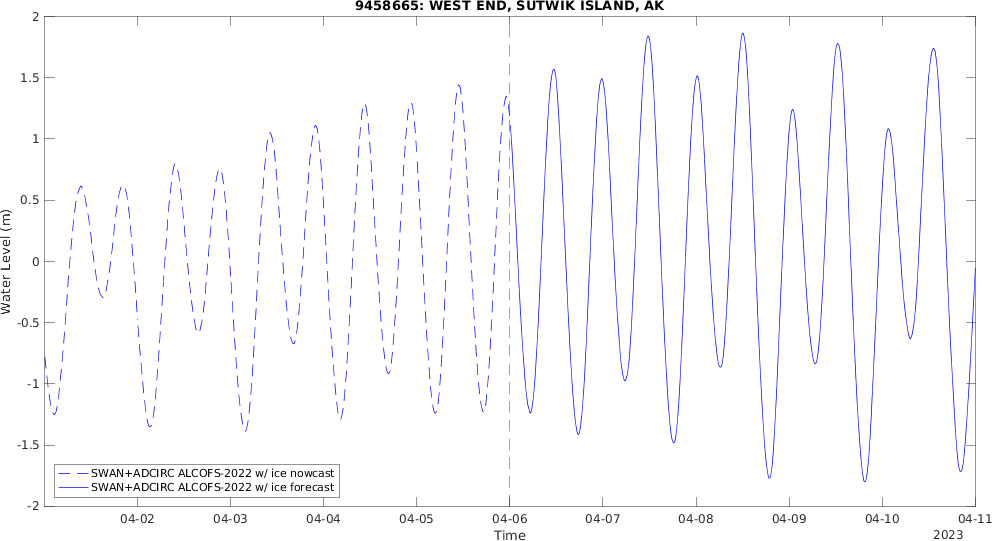 9458665: WEST END, SUTWIK ISLAND, AK
2
1.5
1
0.5
0
-0.5
-1
-1.5
-2
Water Level (m)
SWAN+ADCIRC ALCOFS-2022 w/ ice nowcast
SWAN+ADCIRC ALCOFS-2022 w/ ice forecast
04-02 04-03 04-04 04-05 04-06 04-07 04-08 04-09 04-10 04-11
Time
2023